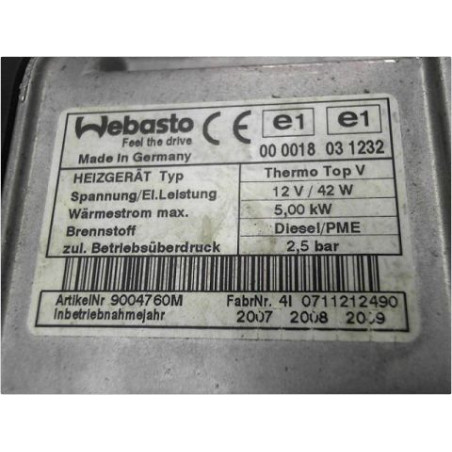 Webasto
Feel the drive
Made In Germany
CE e1 e1
00 0018 03 1232
HEIZGERÄT Typ Thermo Top V
Spannung/El.Leistung 12 V / 42 W
Wärmestrom max. 5,00 kW
Brennstoff Diesel/PME
zul. Betriebsüberdruck 2,5 bar
ArtikelNr 9004760M FabrNr. 4I 0711212490
Inbetriebnahmejahr 2007 2008 2009